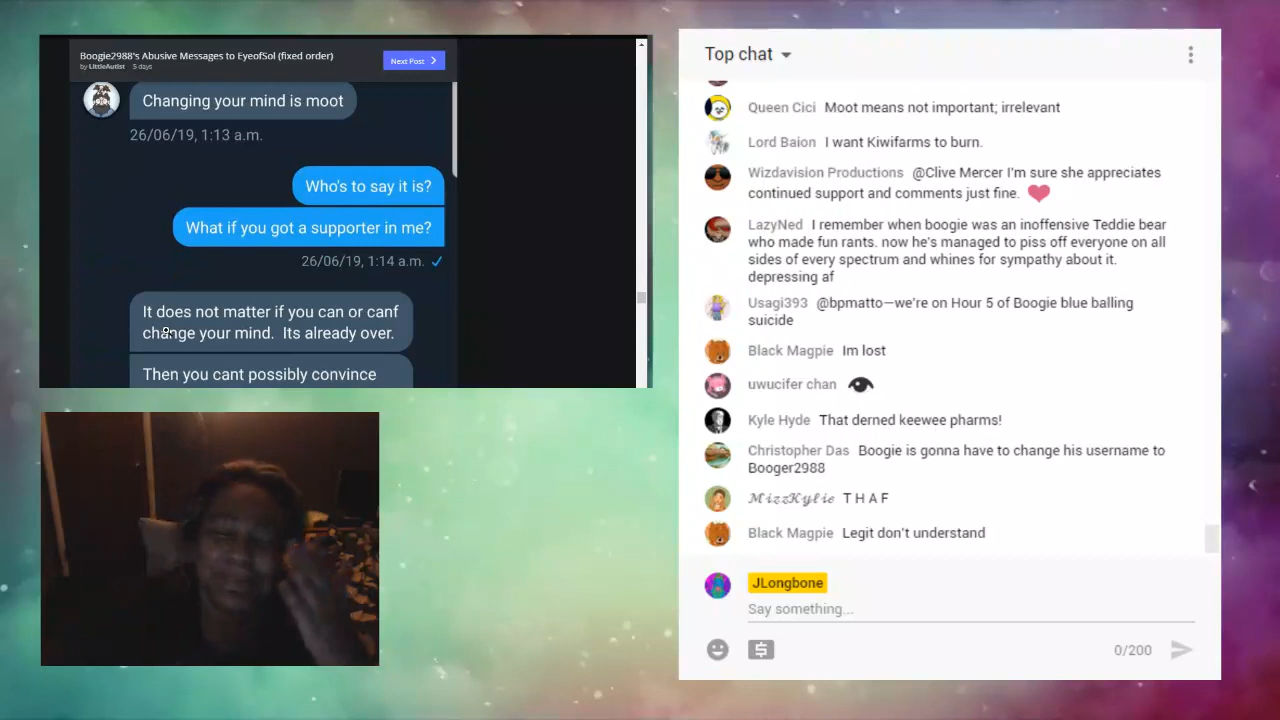 Boogie2988's Abusive Messages to EyeofSol (fixed order)
by LittleAutist 5 days
Next Post
Changing your mind is moot
26/06/19, 1:13 a.m.
Who's to say it is?
What if you got a supporter in me?
26/06/19, 1:14 a.m.
It does not matter if you can or canf
change your mind. Its already over.
Then you cant possibly convince
Top chat
Queen Cici Moot means not important; irrelevant
Lord Baion I want Kiwifarms to burn.
Wizdavision Productions @Clive Mercer I'm sure she appreciates
continued support and comments just fine.
LazyNed I remember when boogie was an inoffensive Teddie bear
who made fun rants. now he's managed to piss off everyone on all
sides of every spectrum and whines for sympathy about it.
depressing af
Usagi393 @bpmatto—we're on Hour 5 of Boogie blue balling
suicide
Black Magpie Im lost
uwucifer chan
Kyle Hyde That derned keewee pharms!
Christopher Das Boogie is gonna have to change his username to
Booger2988
𝓜𝓲𝔃𝔃𝓚𝔂𝓵𝓲𝓮 T H A F
Black Magpie Legit don't understand
JLongbone
Say something...
0/200